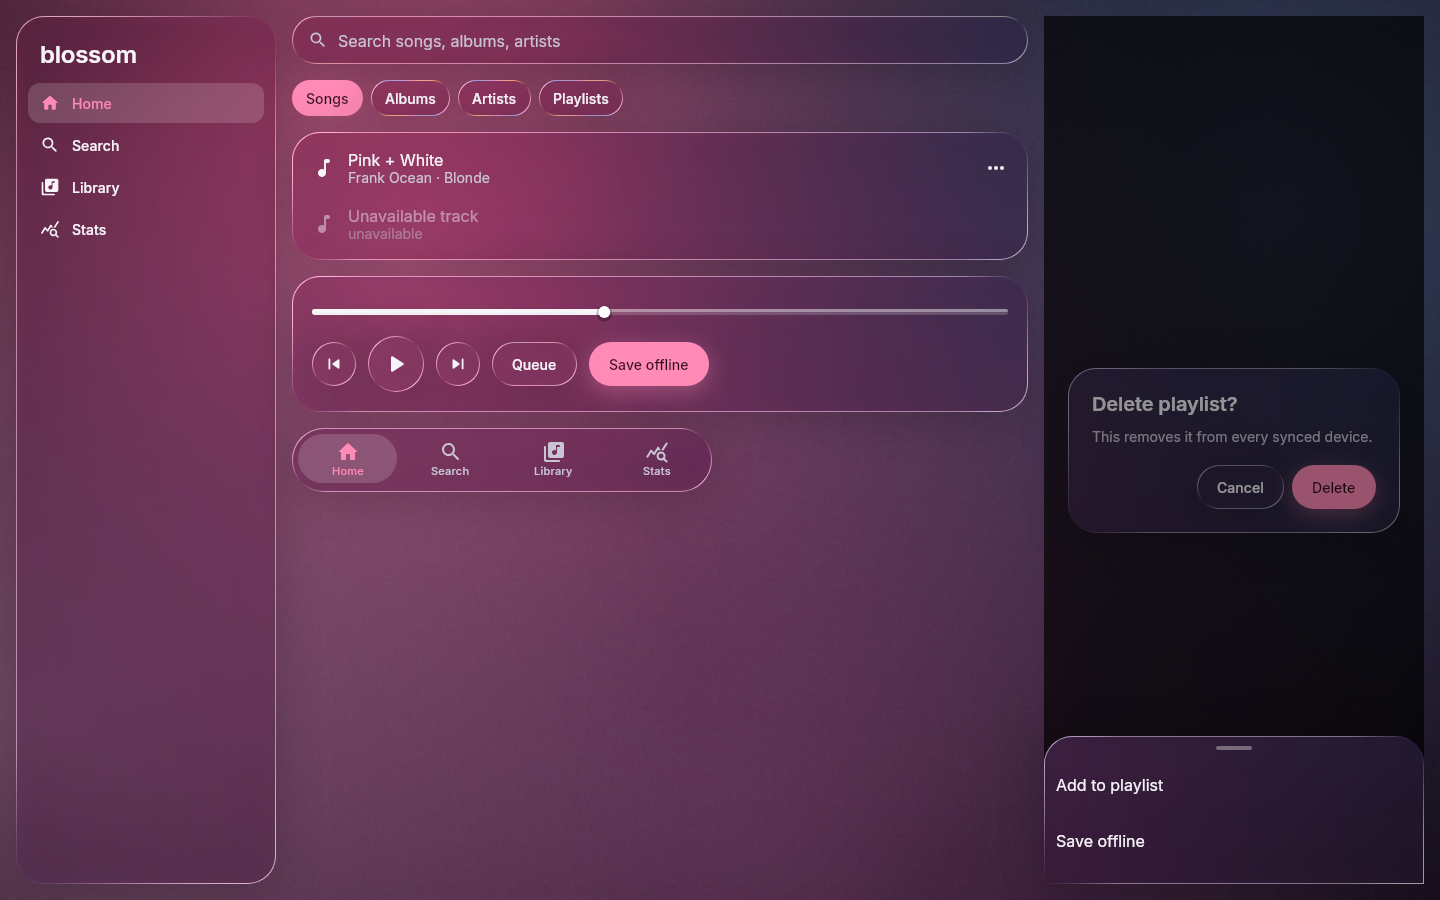 blossom
Home
Search
Library
Stats
Search songs, albums, artists
Songs
Albums
Artists
Playlists
Pink + White
Frank Ocean · Blonde
Unavailable track
unavailable
Queue
Save offline
Home
Search
Library
Stats
Delete playlist?
This removes it from every synced device.
Cancel
Delete
Add to playlist
Save offline